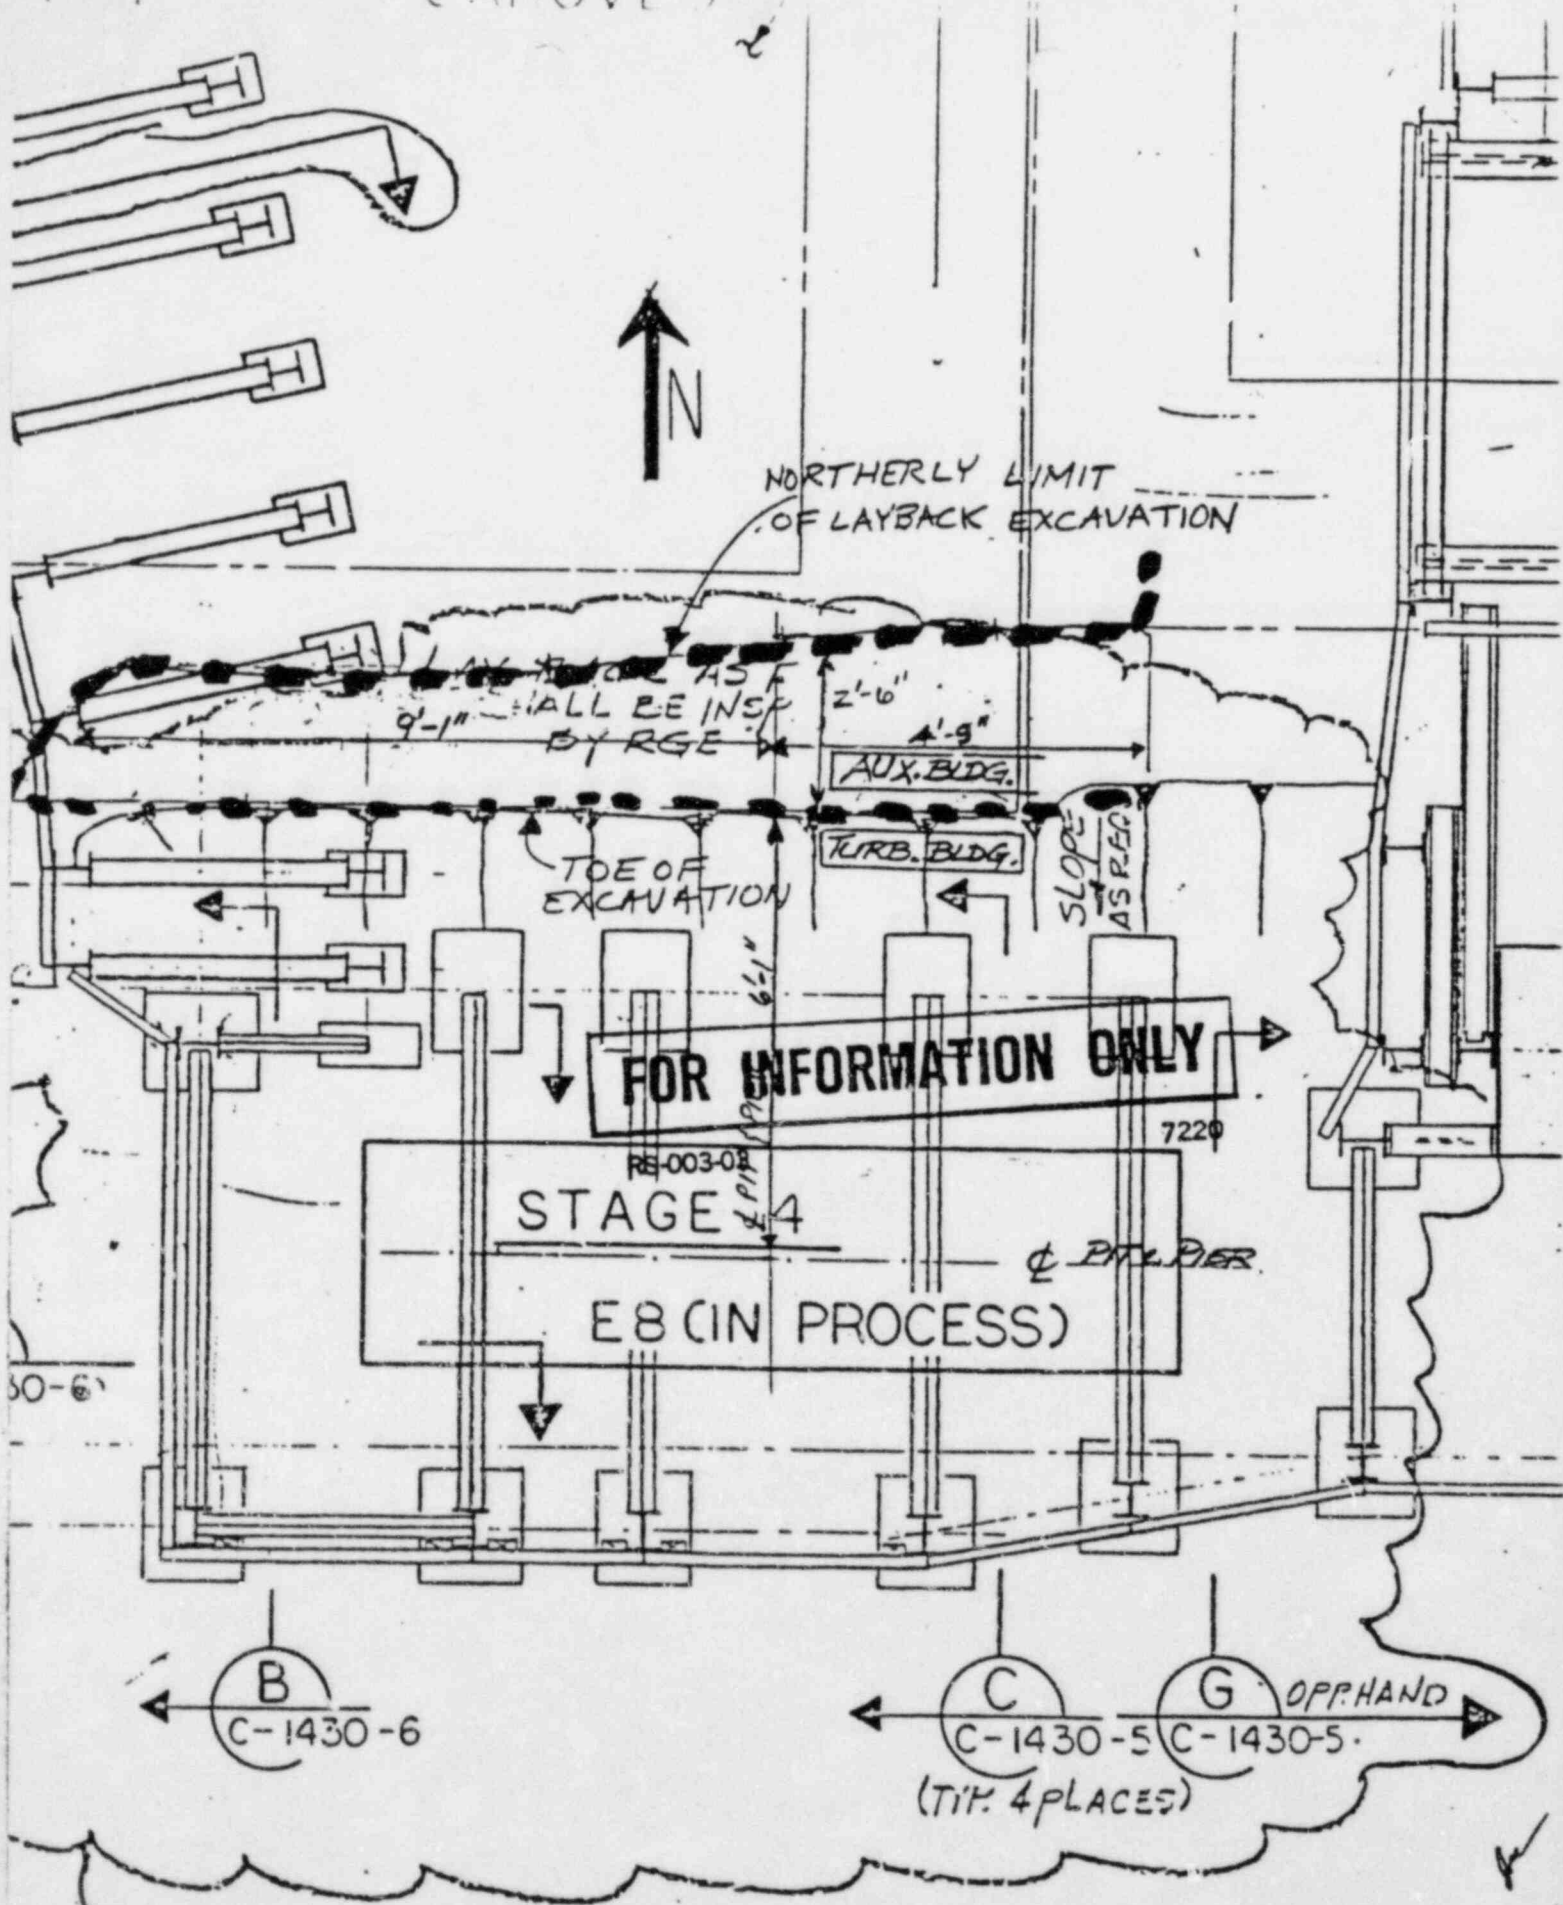 N
NORTHERLY LIMIT
OF LAYBACK EXCAVATION
AS
BE INSP
BY RGE
9'-1"
2'-6"
4'-9"
AUX. BLDG.
TURB. BLDG.
TOE OF
EXCAVATION
SLOPE
AS REQ
6'-1"
FOR INFORMATION ONLY
7220
RS-003-03
STAGE 4
℄ PIT & PIER
E8 (IN PROCESS)
B
C-1430-6
C
C-1430-5
G
C-1430-5
OPP. HAND
(TYP. 4 PLACES)